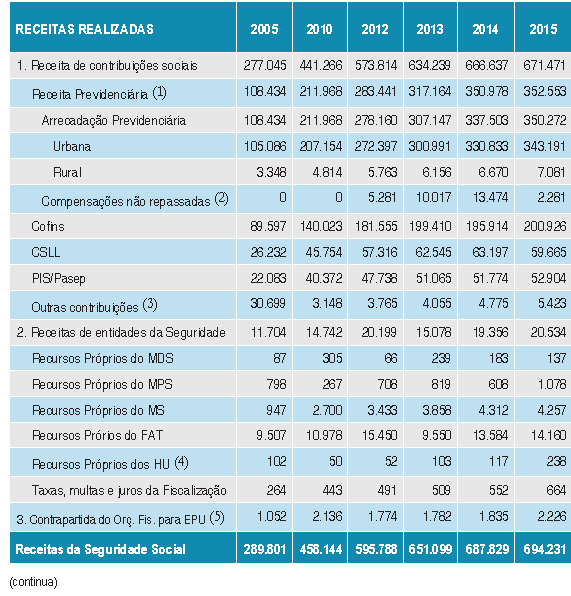 RECEITAS REALIZADAS 2005 2010 2012 2013 2014 2015
1. Receita de contribuições sociais 277.045 441.266 573.814 634.239 666.637 671.471
Receita Previdenciária (1) 108.434 211.968 283.441 317.164 350.978 352.553
Arrecadação Previdenciária 108.434 211.968 278.160 307.147 337.503 350.272
Urbana 105.086 207.154 272.397 300.991 330.833 343.191
Rural 3.348 4.814 5.763 6.156 6.670 7.081
Compensações não repassadas (2) 0 0 5.281 10.017 13.474 2.281
Cofins 89.597 140.023 181.555 199.410 195.914 200.926
CSLL 26.232 45.754 57.316 62.545 63.197 59.665
PIS/Pasep 22.083 40.372 47.738 51.065 51.774 52.904
Outras contribuições (3) 30.699 3.148 3.765 4.055 4.775 5.423
2. Receitas de entidades da Seguridade 11.704 14.742 20.199 15.078 19.356 20.534
Recursos Próprios do MDS 87 305 66 239 183 137
Recursos Próprios do MPS 798 267 708 819 608 1.078
Recursos Próprios do MS 947 2.700 3.433 3.858 4.312 4.257
Recursos Prórios do FAT 9.507 10.978 15.450 9.550 13.584 14.160
Recursos Próprios dos HU (4) 102 50 52 103 117 238
Taxas, multas e juros da Fiscalização 264 443 491 509 552 664
3. Contrapartida do Orç. Fis. para EPU (5) 1.052 2.136 1.774 1.782 1.835 2.226
Receitas da Seguridade Social 289.801 458.144 595.788 651.099 687.829 694.231
(continua)